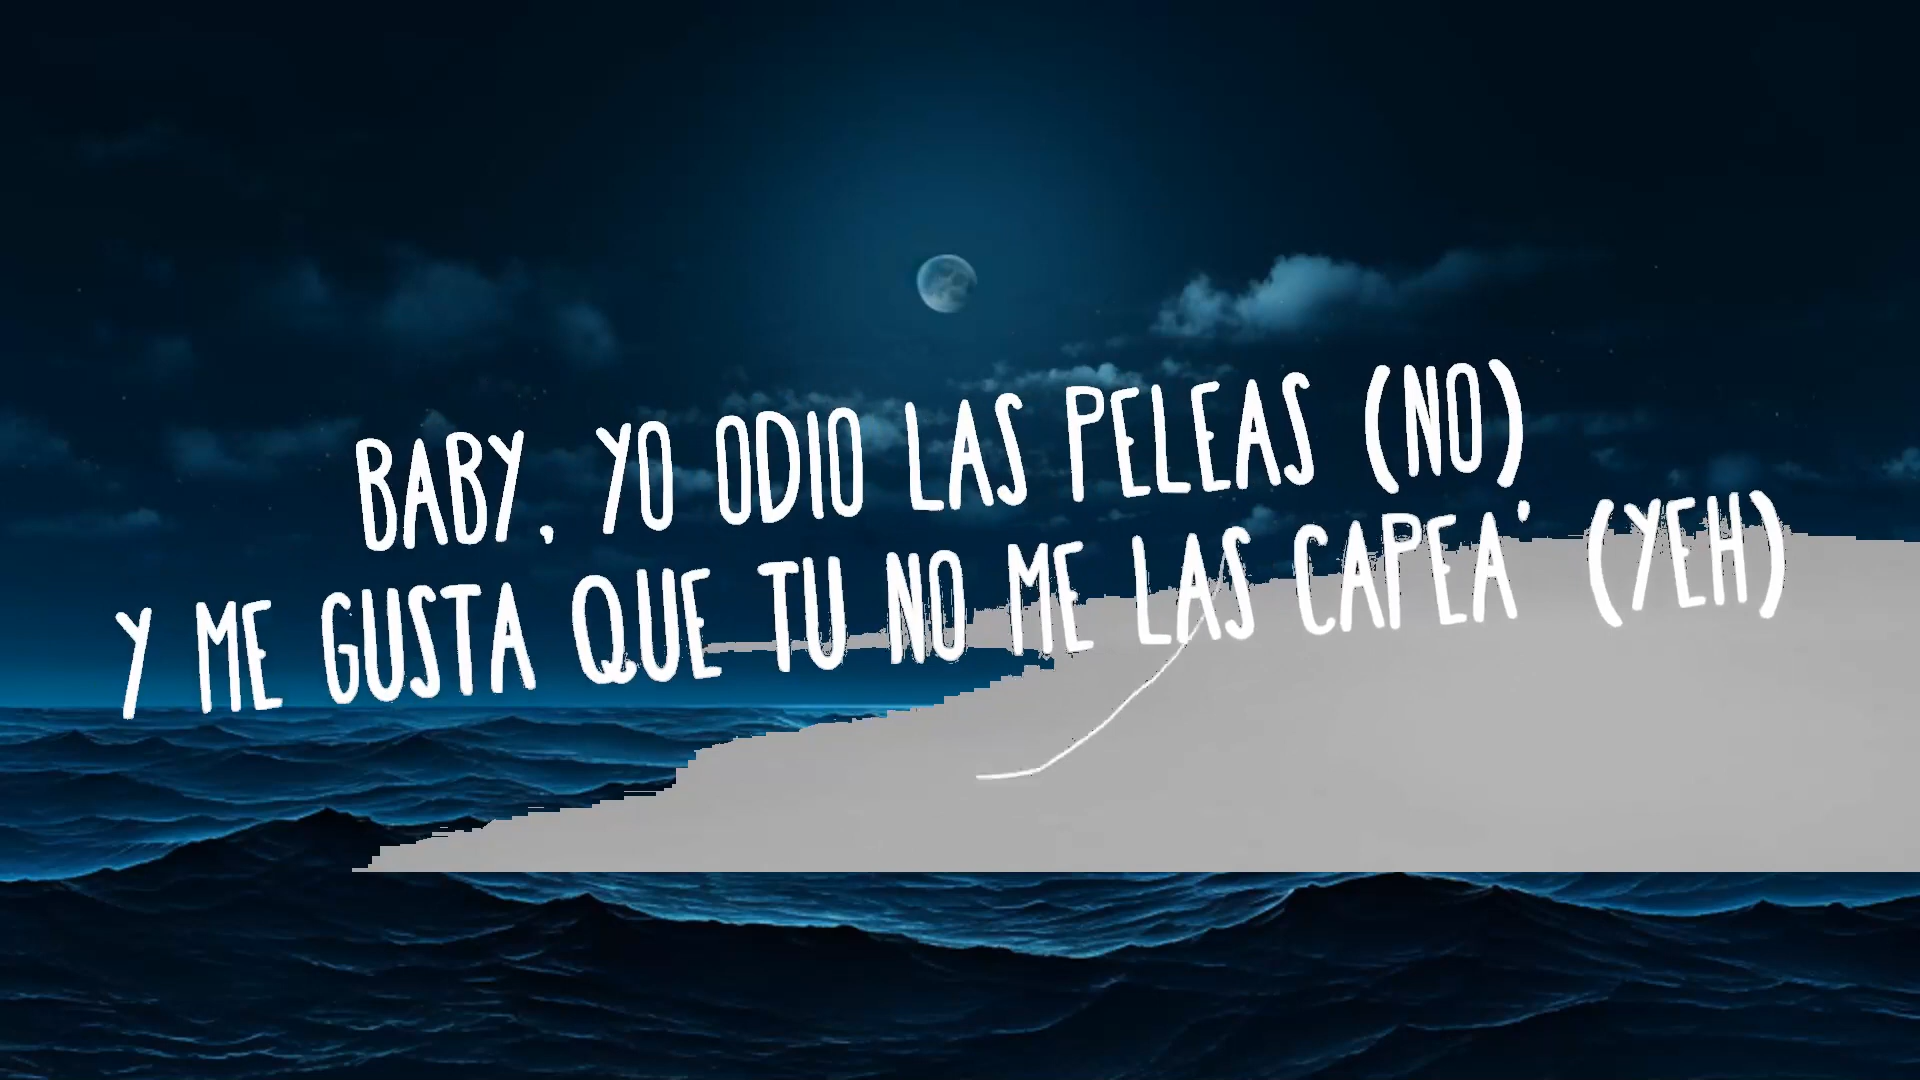 BABY, YO ODIO LAS PELEAS (NO)
Y ME GUSTA QUE TU NO ME LAS CAPEA' (YEH)